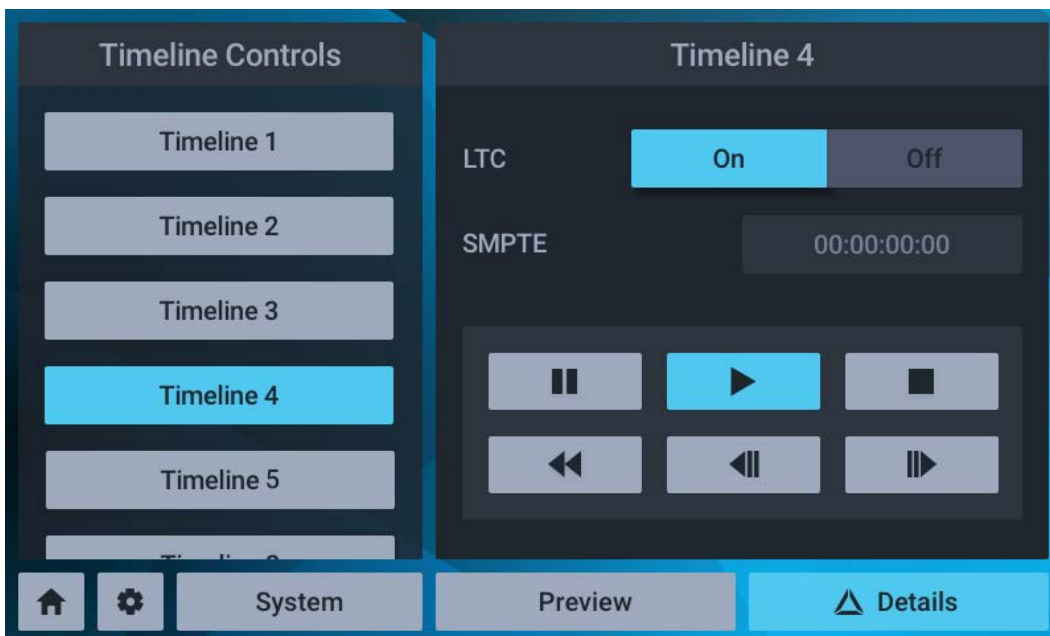 Timeline Controls
Timeline 1
Timeline 2
Timeline 3
Timeline 4
Timeline 5
Timeline 4
LTC
On
Off
SMPTE
00:00:00:00
System
Preview
Details